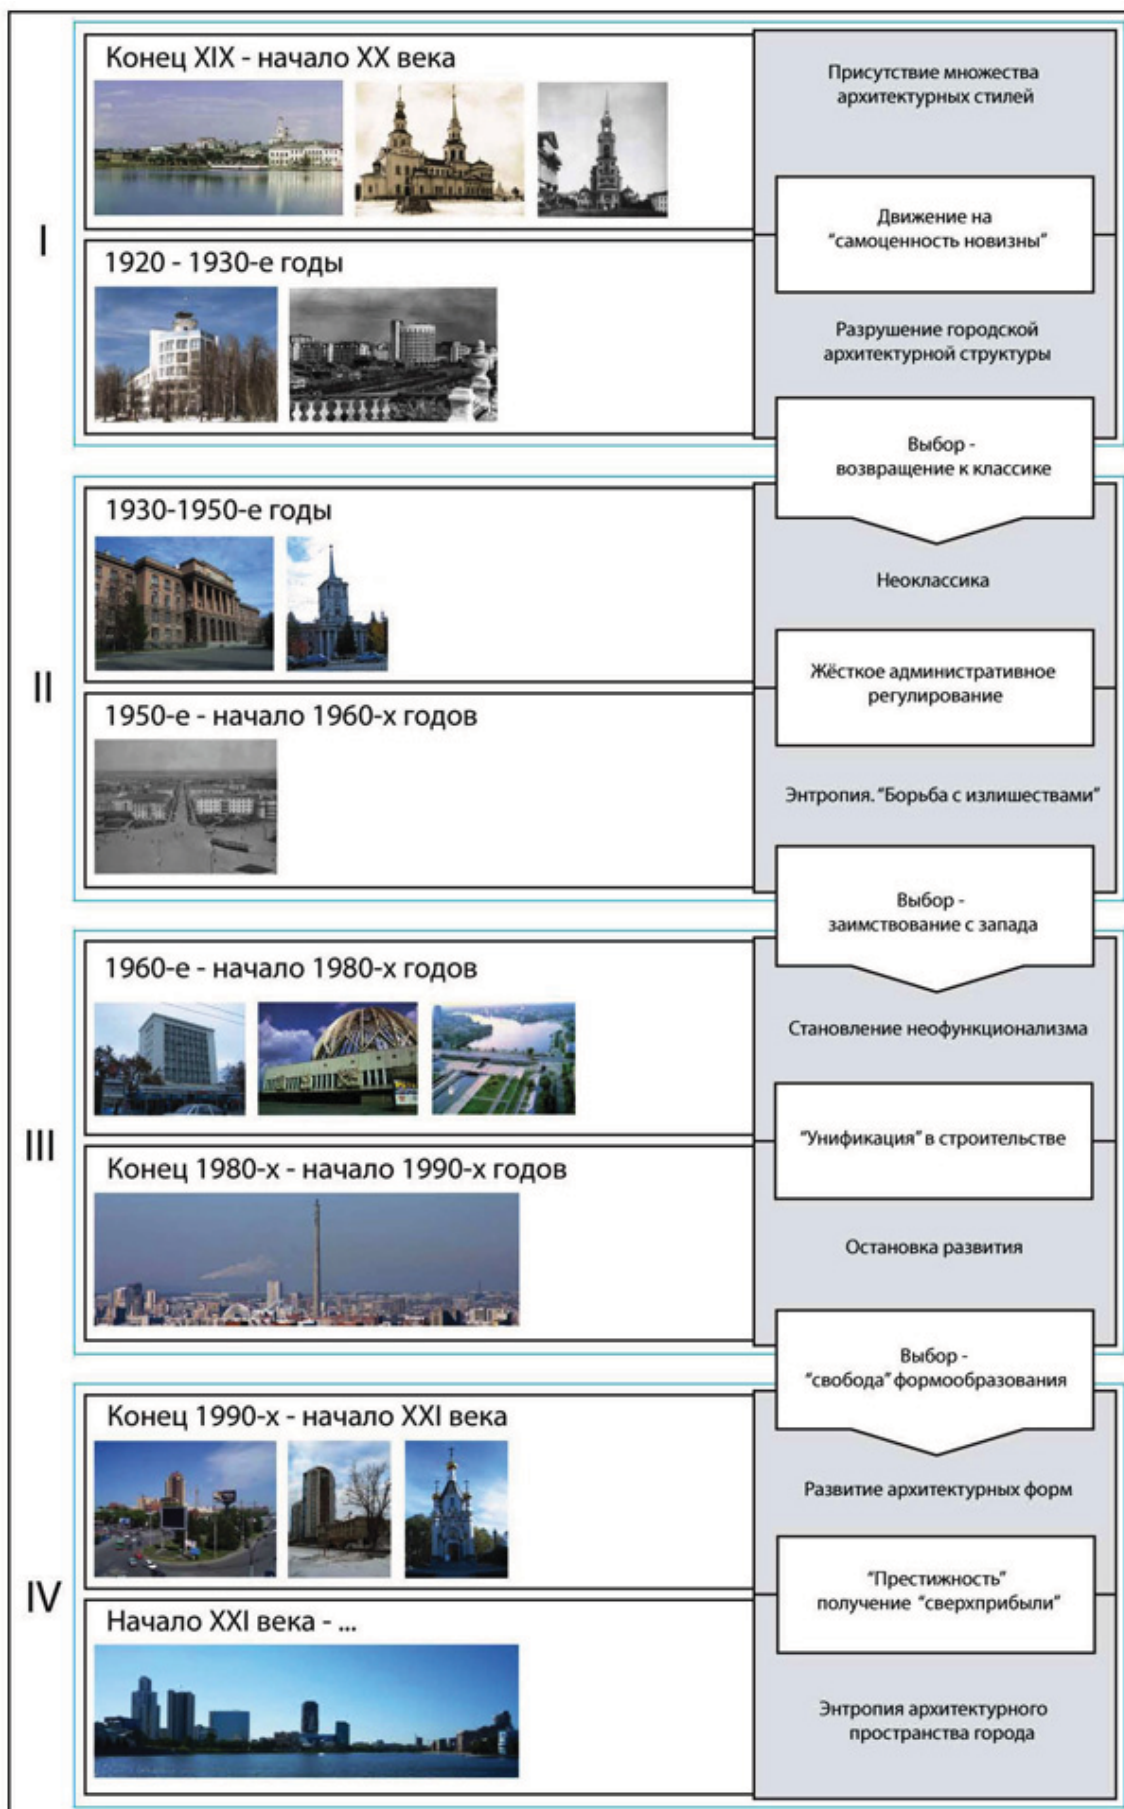 I
Конец XIX - начало XX века
Присутствие множества
архитектурных стилей
Движение на
"самоценность новизны"
1920 - 1930-е годы
Разрушение городской
архитектурной структуры
Выбор -
возвращение к классике
II
1930-1950-е годы
Неоклассика
Жёсткое административное
регулирование
1950-е - начало 1960-х годов
Энтропия. "Борьба с излишествами"
Выбор -
заимствование с запада
III
1960-е - начало 1980-х годов
Становление неофункционализма
"Унификация" в строительстве
Конец 1980-х - начало 1990-х годов
Остановка развития
Выбор -
"свобода" формообразования
IV
Конец 1990-х - начало XXI века
Развитие архитектурных форм
"Престижность"
получение "сверхприбыли"
Начало XXI века - ...
Энтропия архитектурного
пространства города